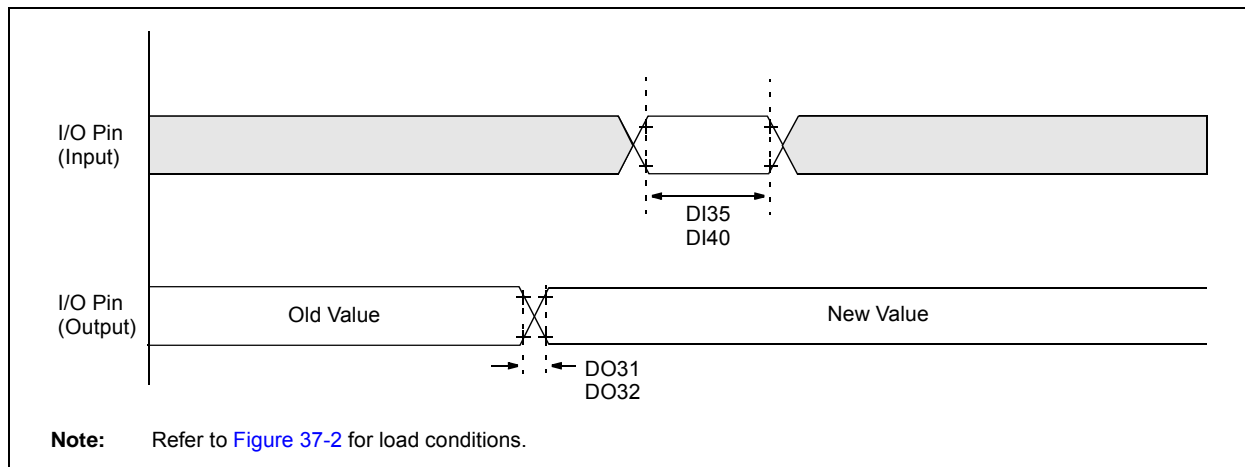 I/O Pin
(Input)
DI35
DI40
I/O Pin
(Output)
Old Value
New Value
DO31
DO32
Note: Refer to Figure 37-2 for load conditions.